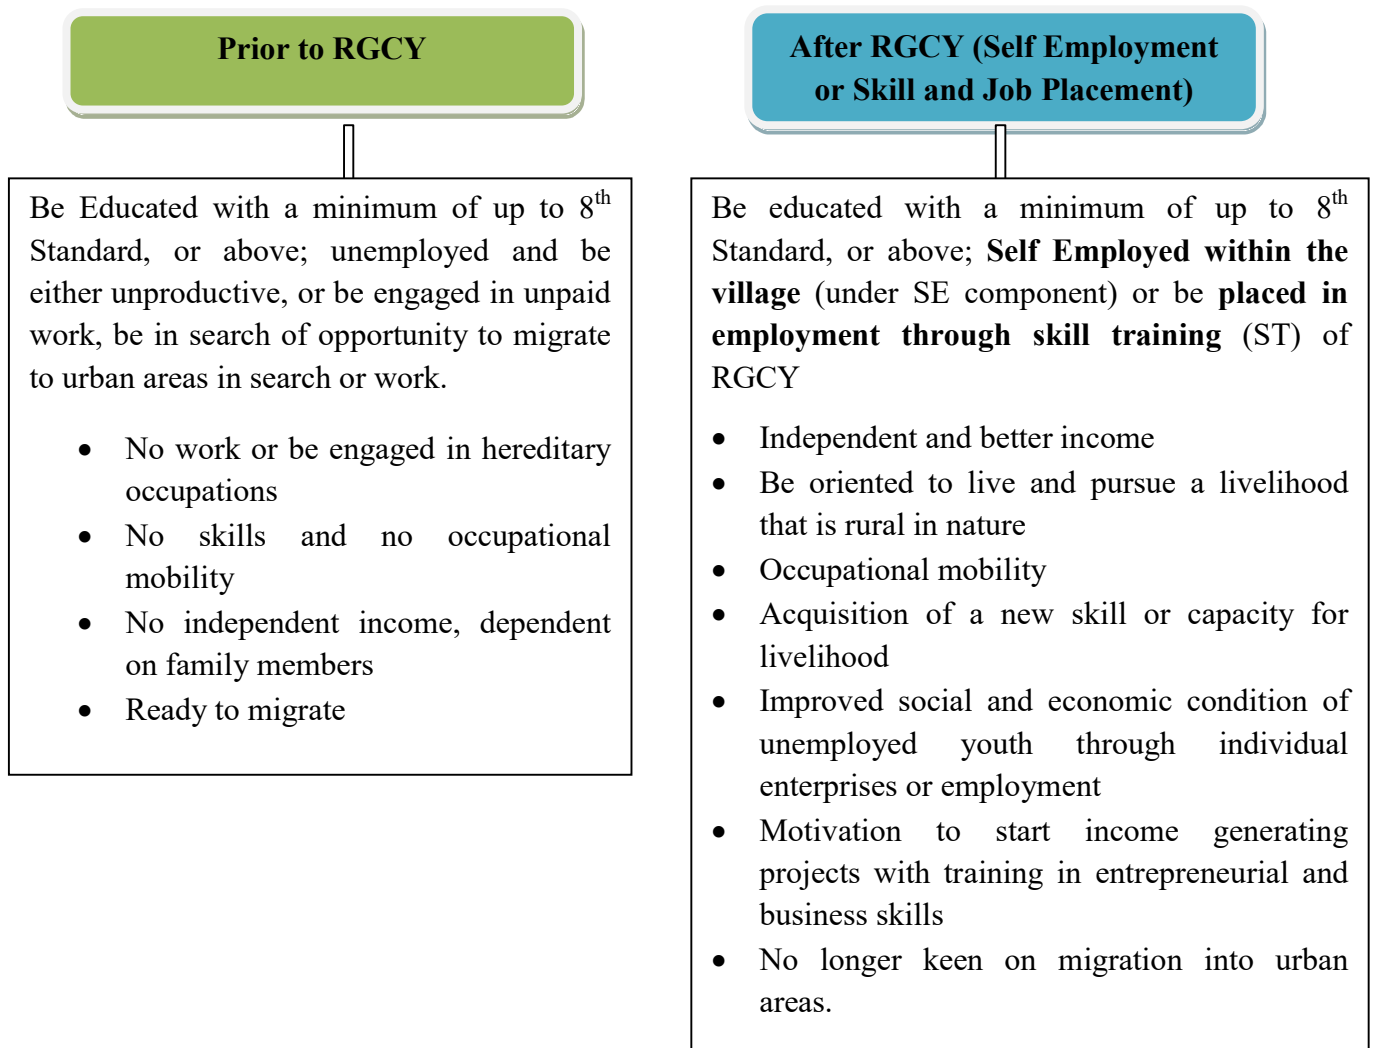 Prior to RGCY
Be Educated with a minimum of up to 8th
Standard, or above; unemployed and be
either unproductive, or be engaged in unpaid
work, be in search of opportunity to migrate
to urban areas in search or work.
• No work or be engaged in hereditary
occupations
• No skills and no occupational
mobility
• No independent income, dependent
on family members
• Ready to migrate
After RGCY (Self Employment
or Skill and Job Placement)
Be educated with a minimum of up to 8th
Standard, or above; Self Employed within the
village (under SE component) or be placed in
employment through skill training (ST) of
RGCY
• Independent and better income
• Be oriented to live and pursue a livelihood
that is rural in nature
• Occupational mobility
• Acquisition of a new skill or capacity for
livelihood
• Improved social and economic condition of
unemployed youth through individual
enterprises or employment
• Motivation to start income generating
projects with training in entrepreneurial and
business skills
• No longer keen on migration into urban
areas.